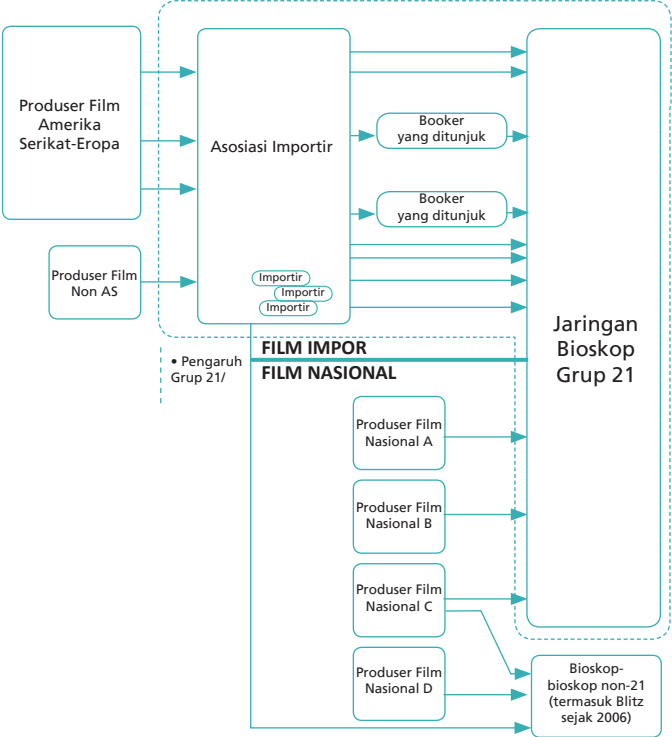 Produser Film
Amerika
Serikat-Eropa
Produser Film
Non AS
Asosiasi Importir
Importir
Importir
Importir
Booker
yang ditunjuk
Booker
yang ditunjuk
Jaringan
Bioskop
Grup 21
• Pengaruh
Grup 21/
FILM IMPOR
FILM NASIONAL
Produser Film
Nasional A
Produser Film
Nasional B
Produser Film
Nasional C
Produser Film
Nasional D
Bioskop-
bioskop non-21
(termasuk Blitz
sejak 2006)